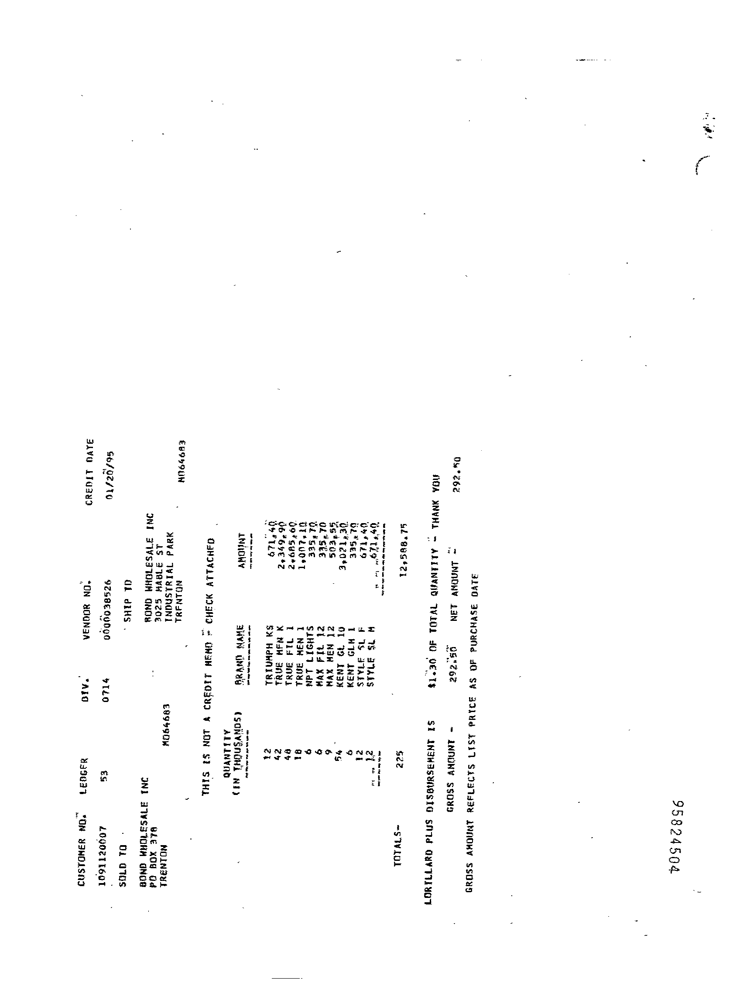 CUSTOMER NO. LEDGER DIV. VENDOR NO. CREDIT DATE
1091120007 53 0714 0000038526 01/20/95
SOLD TO SHIP TO
BOND WHOLESALE INC BOND WHOLESALE INC
PO BOX 378 3025 MABLE ST
TRENTON MO64683 INDUSTRIAL PARK
TRENTON MO64683
THIS IS NOT A CREDIT MEMO - CHECK ATTACHED
QUANTITY
(IN THOUSANDS) BRAND NAME AMOUNT
12 TRIUMPH KS 671.40
42 TRUE MEN K 2,349.90
48 TRUE FIL 1 2,685.60
18 TRUE MEN 1 1,007.10
6 NPT LIGHTS 335.70
6 MAX FIL 12 335.70
9 MAX MEN 12 503.55
54 KENT GL 10 3,021.30
6 KENT GLM 1 335.70
12 STYLE SL F 671.40
12 STYLE SL M 671.40
TOTALS- 225 12,588.75
LORILLARD PLUS DISBURSEMENT IS $1.30 OF TOTAL QUANTITY - THANK YOU
GROSS AMOUNT - 292.50 NET AMOUNT - 292.50
GROSS AMOUNT REFLECTS LIST PRICE AS OF PURCHASE DATE
95824504